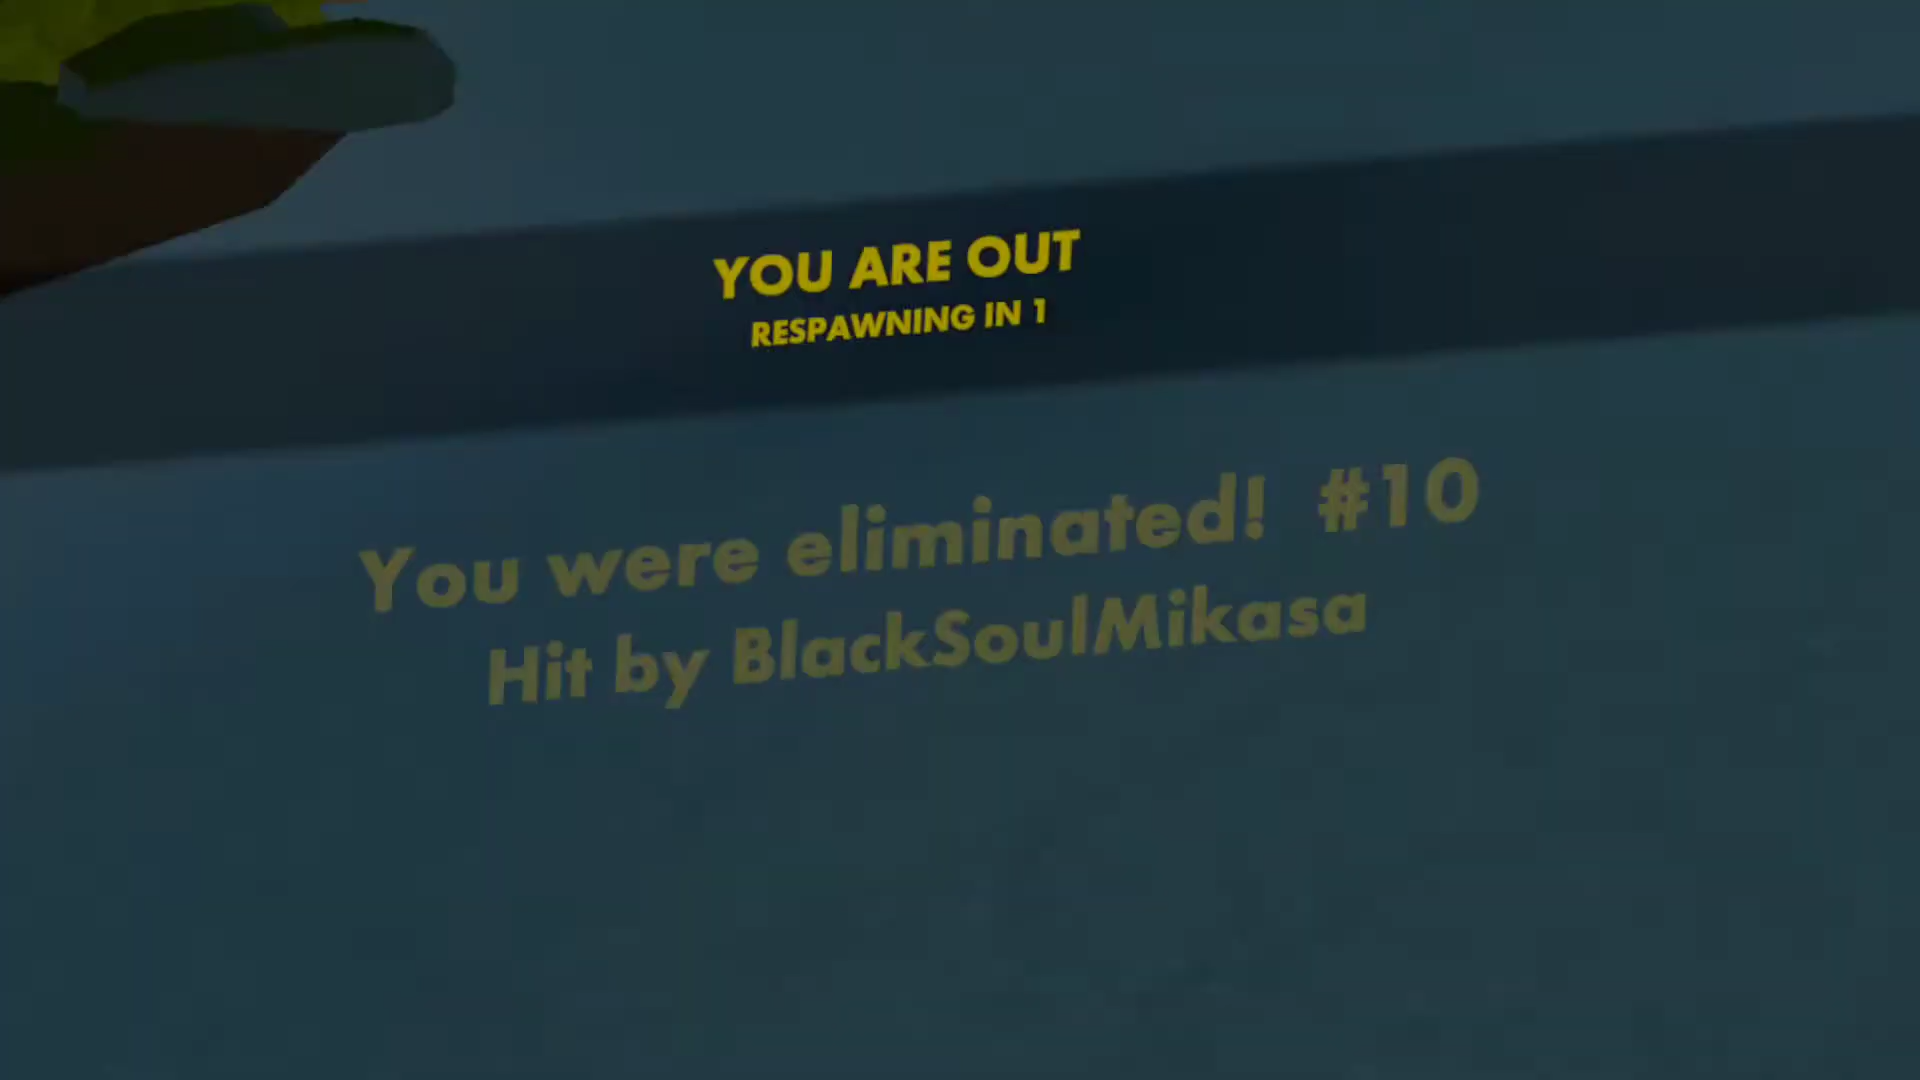 YOU ARE OUT
RESPAWNING IN 1
You were eliminated! #10
Hit by BlackSoulMikasa